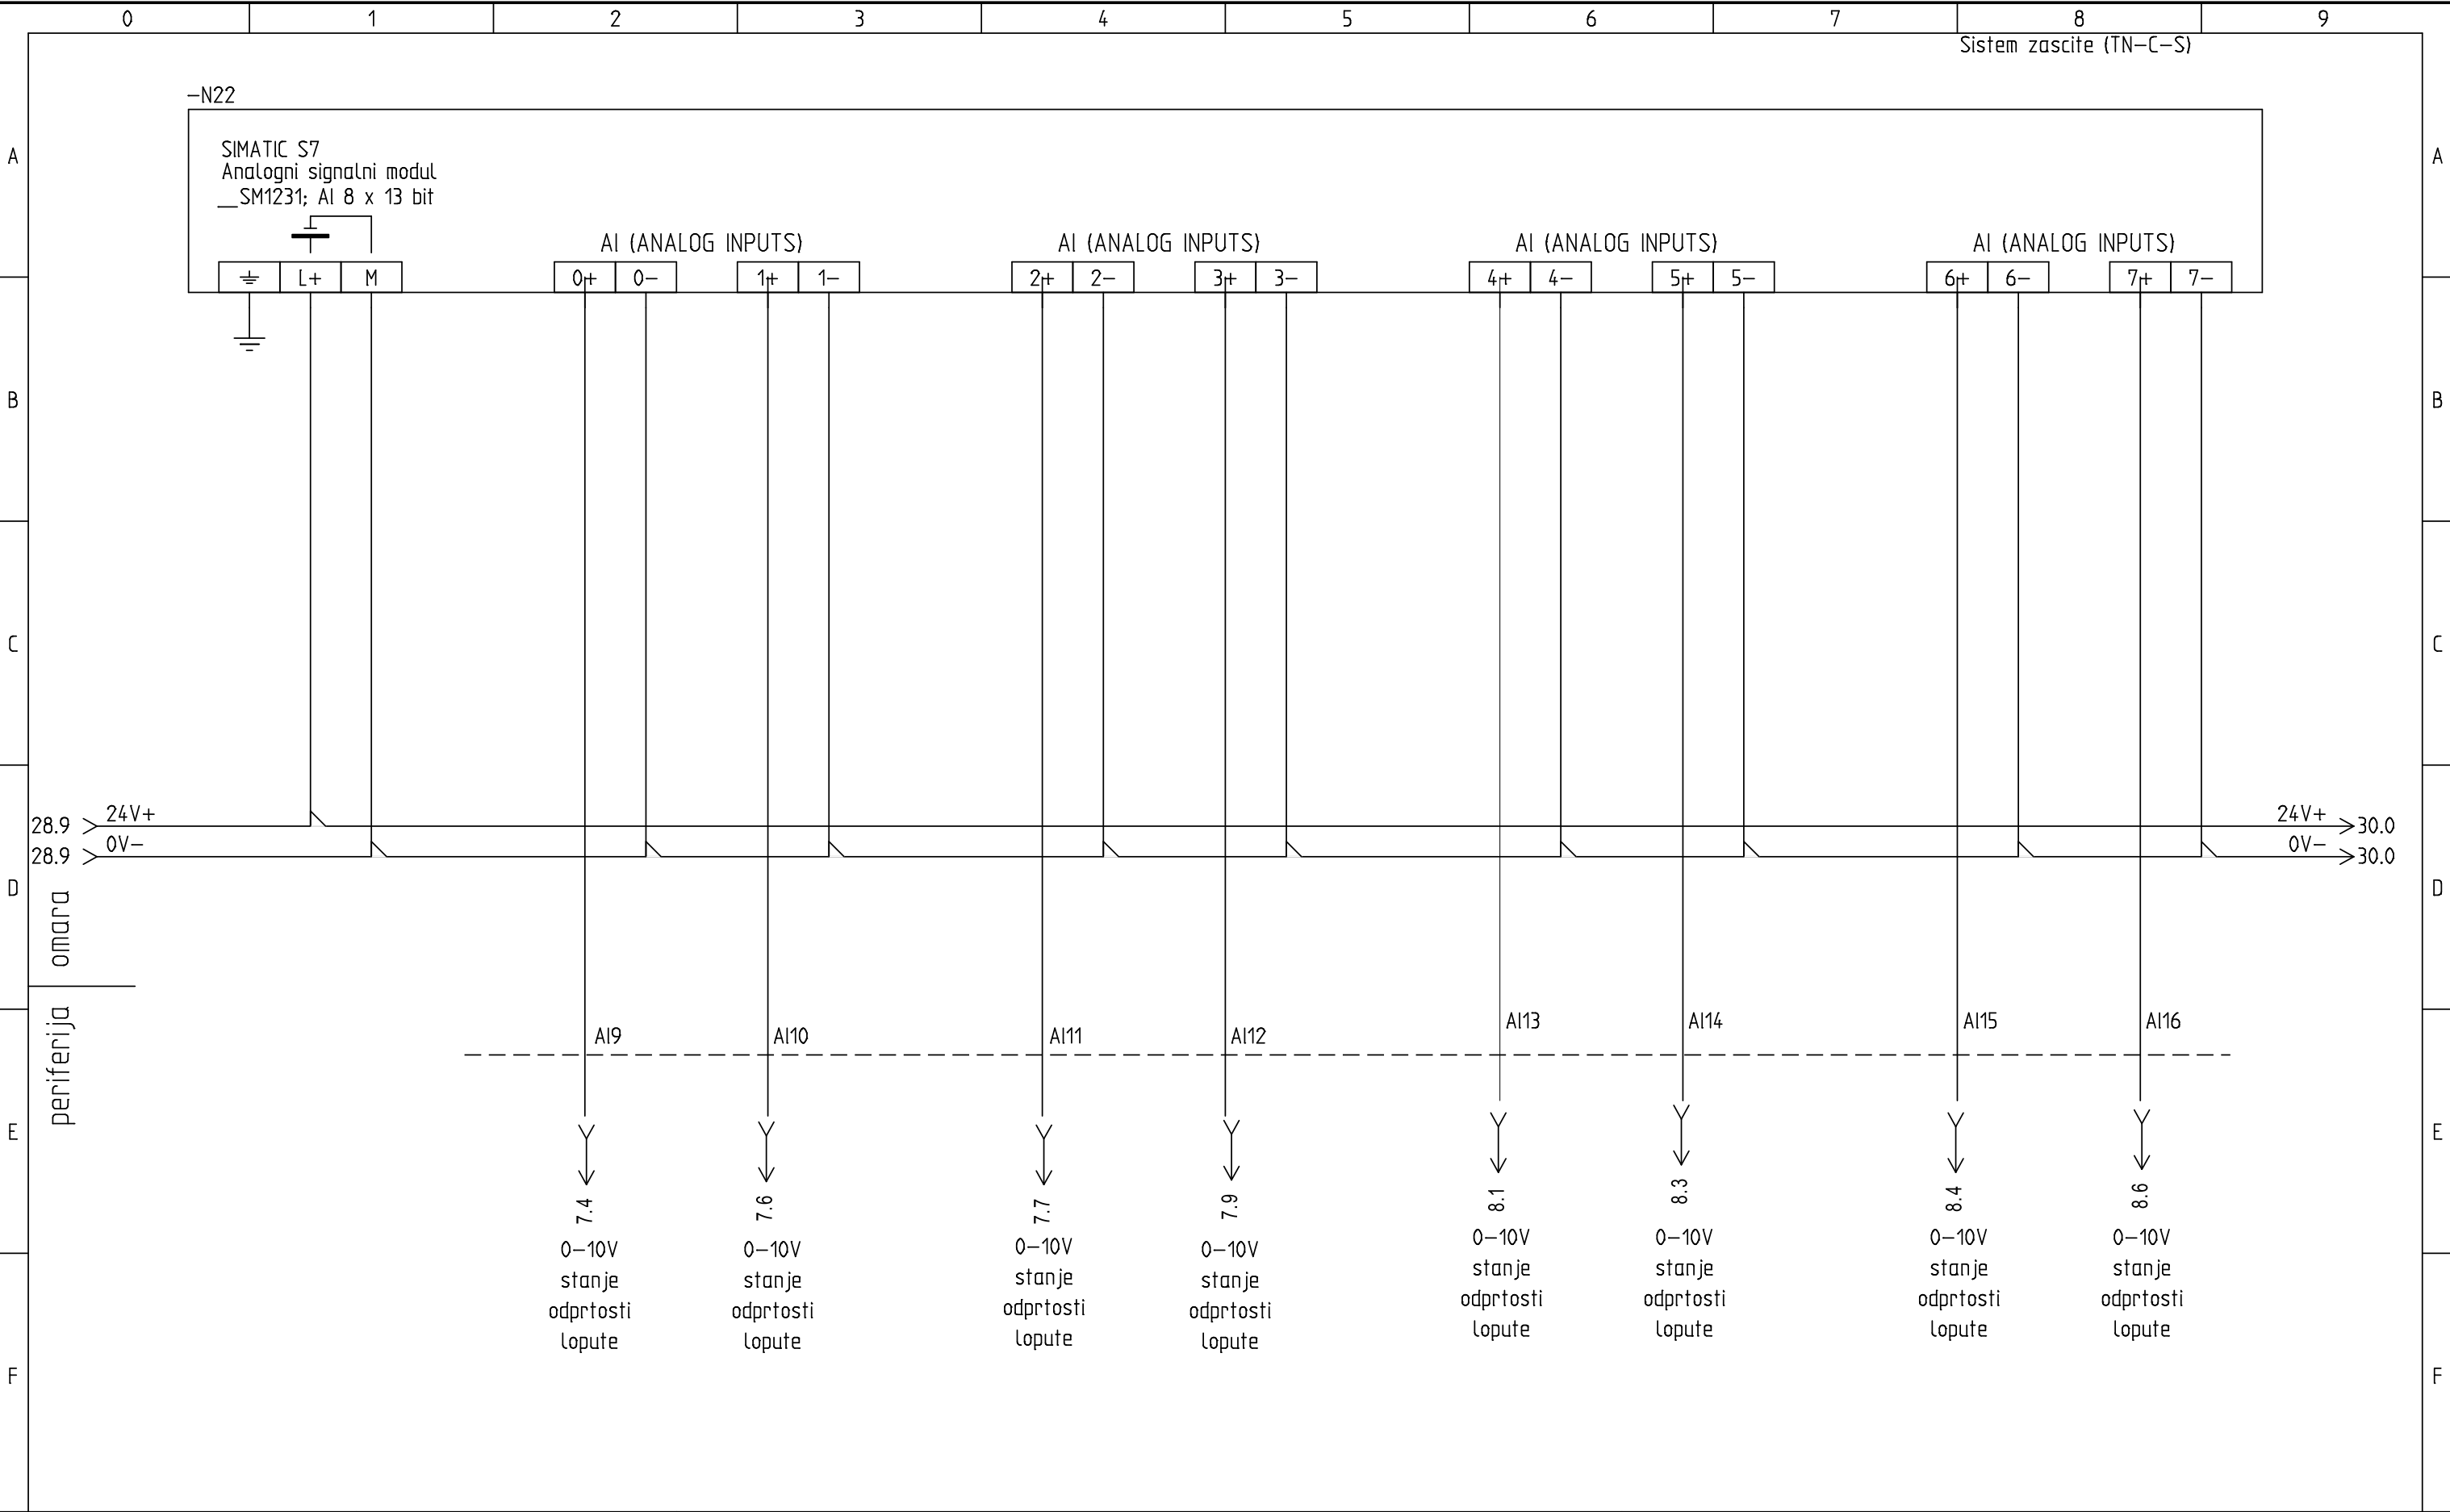 0 1 2 3 4 5 6 7 8 9
Sistem zascite (TN-C-S)
-N22
SIMATIC S7
Analogni signalni modul
__SM1231; AI 8 x 13 bit
A A
AI (ANALOG INPUTS) AI (ANALOG INPUTS) AI (ANALOG INPUTS) AI (ANALOG INPUTS)
L+ M 0+ 0- 1+ 1- 2+ 2- 3+ 3- 4+ 4- 5+ 5- 6+ 6- 7+ 7-
B B
C C
24V+ 24V+
28.9 30.0
0V- 0V-
28.9 30.0
D D
omara
periferija
AI9 AI10 AI11 AI12 AI13 AI14 AI15 AI16
E E
7.4 7.6 7.7 7.9 8.1 8.3 8.4 8.6
0-10V 0-10V 0-10V 0-10V 0-10V 0-10V 0-10V 0-10V
stanje stanje stanje stanje stanje stanje stanje stanje
odprtosti odprtosti odprtosti odprtosti odprtosti odprtosti odprtosti odprtosti
lopute lopute lopute lopute lopute lopute lopute lopute
F F